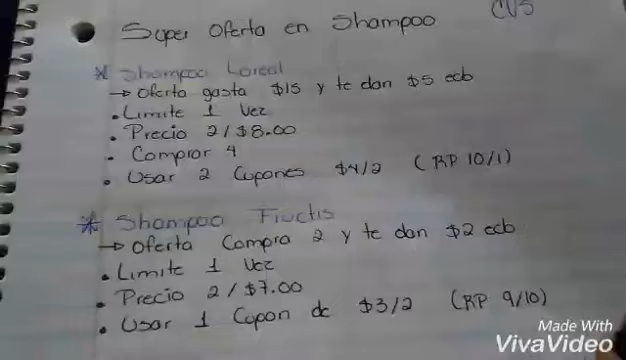 Super Oferta en Shampoo CVS
* Shampoo Loreal
→ Oferta gasta $15 y te dan $5 ecb
• Limite 1 Vez
• Precio 2/$8.00
• Comprar 4
• Usar 2 Cupones $4/2 (RP 10/1)
* Shampoo Fructis
→ Oferta Compra 2 y te dan $2 ecb
• Limite 1 Vez
• Precio 2/$7.00
• Usar 1 Cupon de $3/2 (RP 9/10)
Made With
VivaVideo